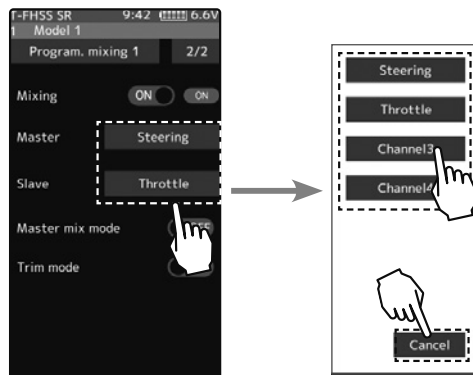 T-FHSS SR 9:42 6.6V
1 Model 1
Program. mixing 1 2/2
Mixing ON ON
Master Steering
Slave Throttle
Master mix mode
Trim mode
Steering
Throttle
Channel3
Channel4
Cancel